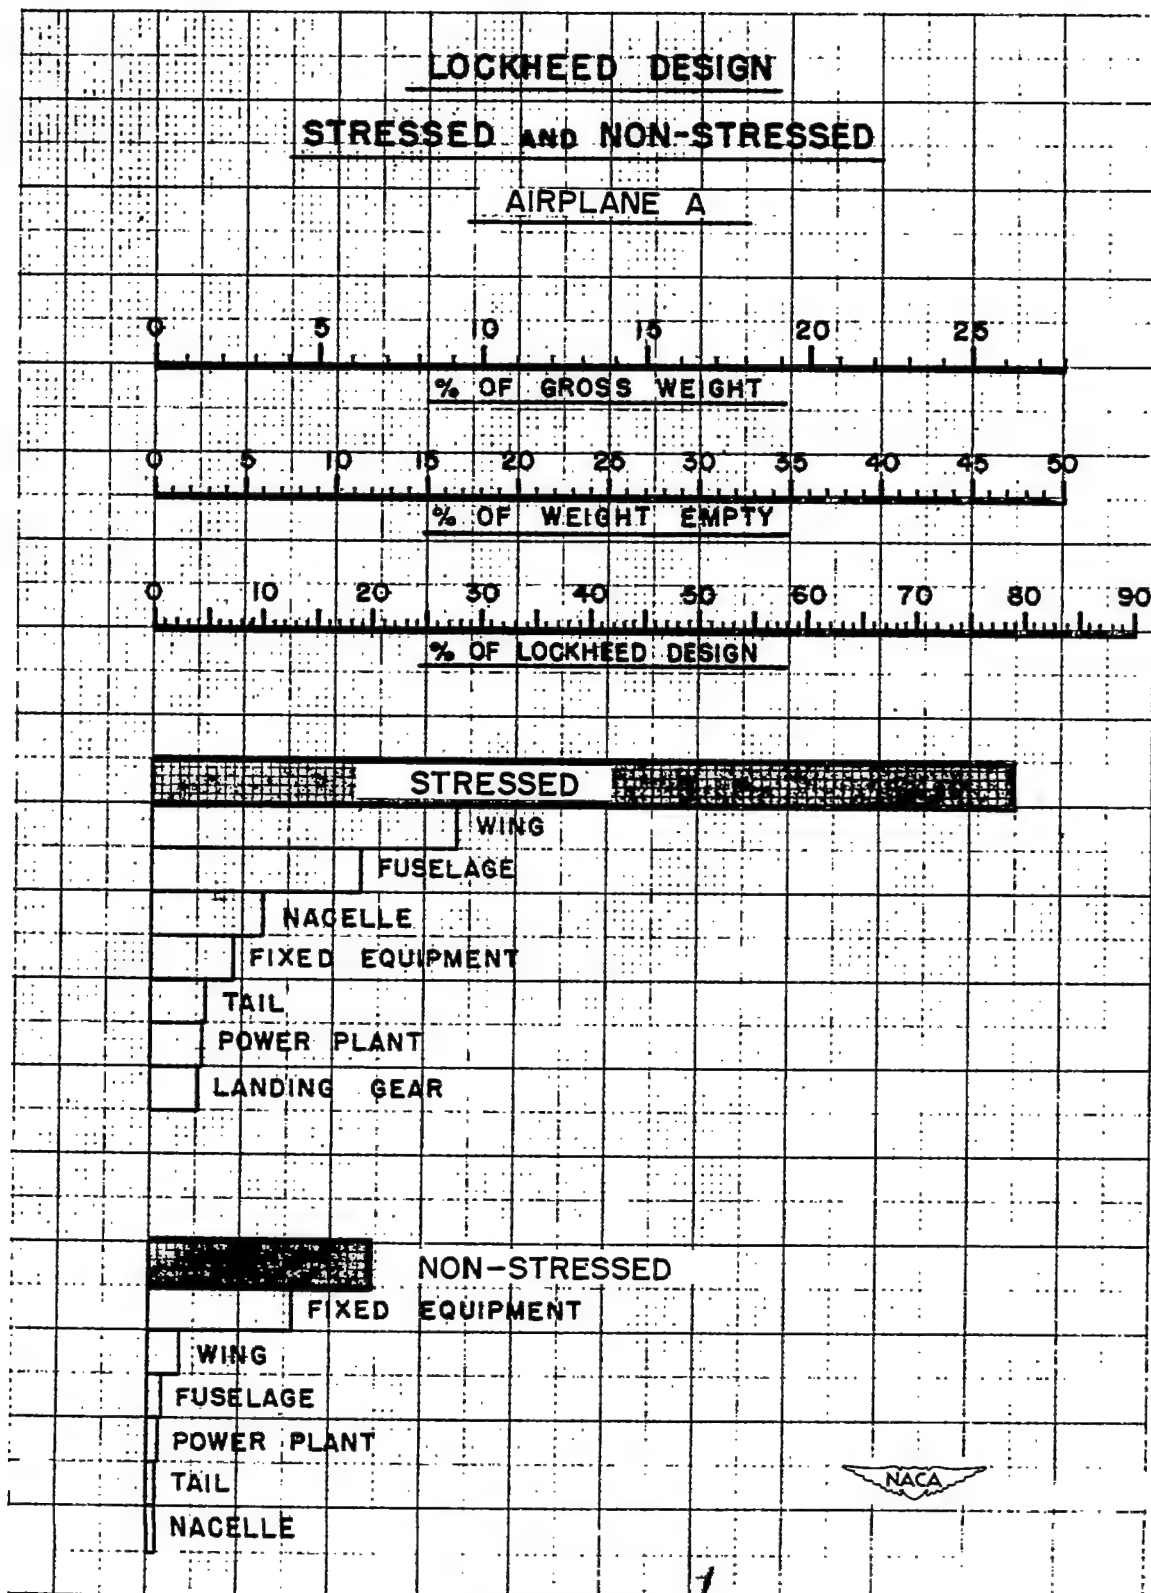 LOCKHEED DESIGN
STRESSED AND NON-STRESSED
AIRPLANE A
0 5 10 15 20 25
% OF GROSS WEIGHT
0 5 10 15 20 25 30 35 40 45 50
% OF WEIGHT EMPTY
0 10 20 30 40 50 60 70 80 90
% OF LOCKHEED DESIGN
STRESSED
WING
FUSELAGE
NACELLE
FIXED EQUIPMENT
TAIL
POWER PLANT
LANDING GEAR
NON-STRESSED
FIXED EQUIPMENT
WING
FUSELAGE
POWER PLANT
TAIL
NACA
NACELLE